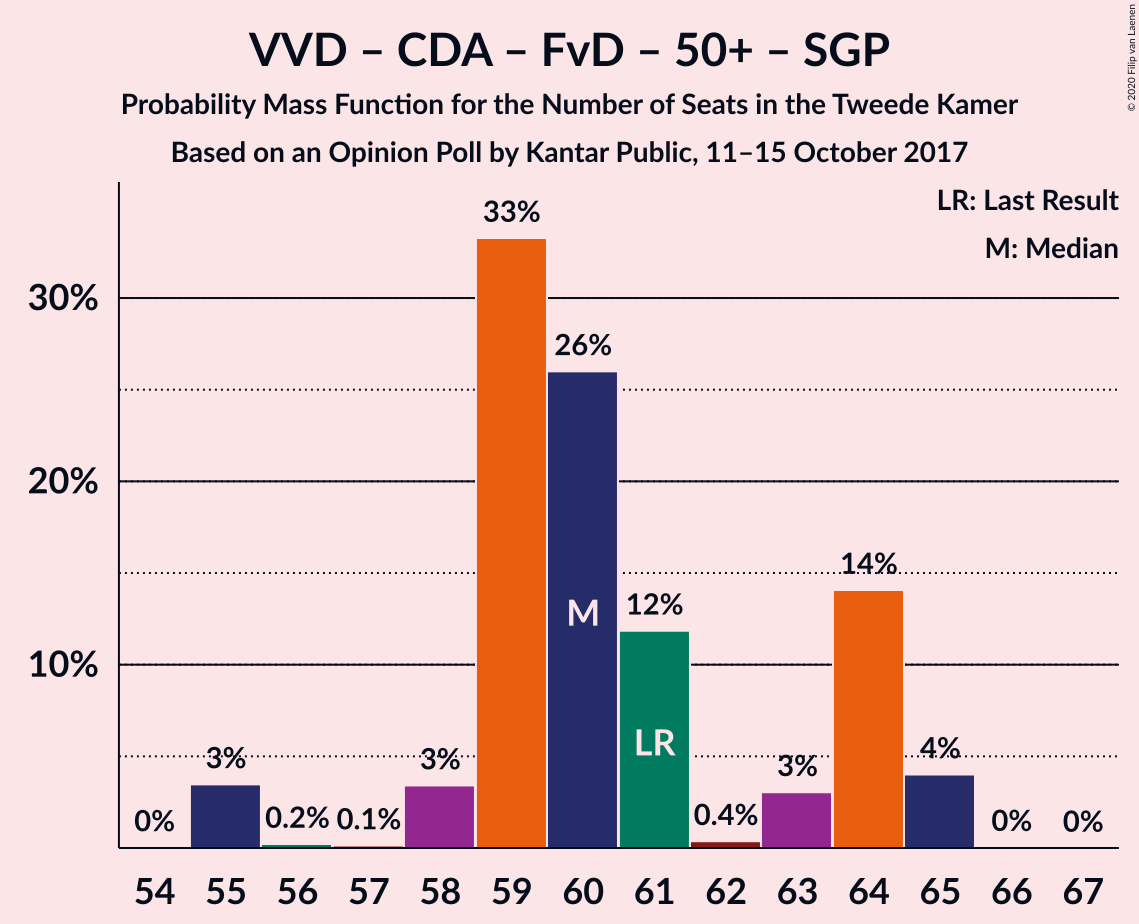 VVD – CDA – FvD – 50+ – SGP
Probability Mass Function for the Number of Seats in the Tweede Kamer
Based on an Opinion Poll by Kantar Public, 11–15 October 2017
© 2020 Filip van Laenen
LR: Last Result
M: Median
30%
20%
10%
0%
3%
0.2%
0.1%
3%
33%
26%
12%
0.4%
3%
14%
4%
0%
0%
M
LR
54 55 56 57 58 59 60 61 62 63 64 65 66 67